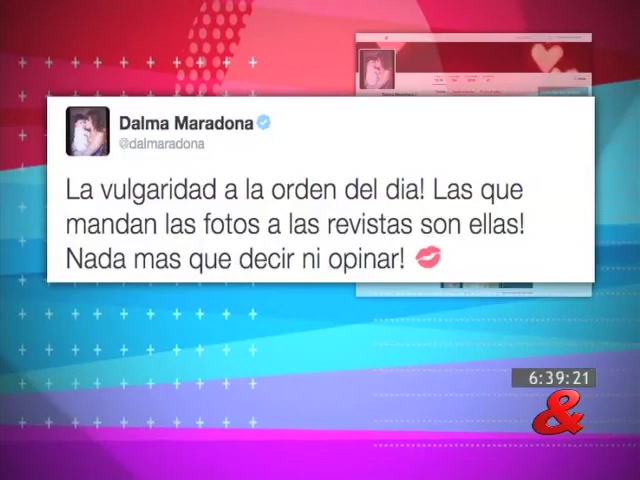 Dalma Maradona
@dalmaradona
La vulgaridad a la orden del dia! Las que
mandan las fotos a las revistas son ellas!
Nada mas que decir ni opinar! 💋
6:39:21
&